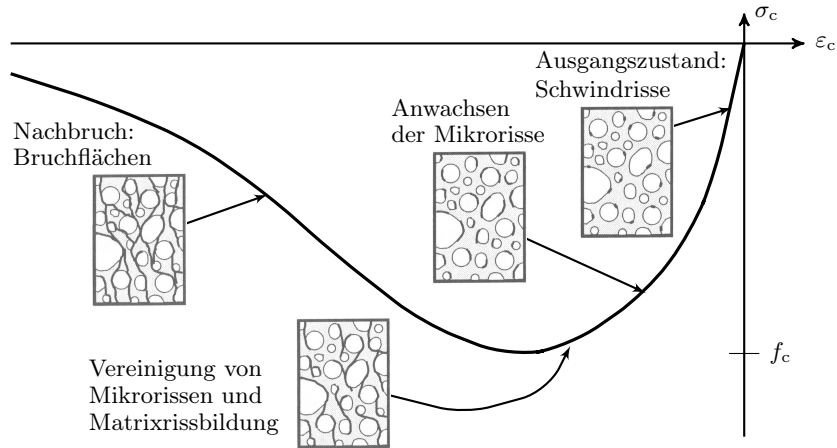 σc
εc
Ausgangszustand:
Schwindrisse
Anwachsen
der Mikrorisse
Nachbruch:
Bruchflächen
fc
Vereinigung von
Mikrorissen und
Matrixrissbildung